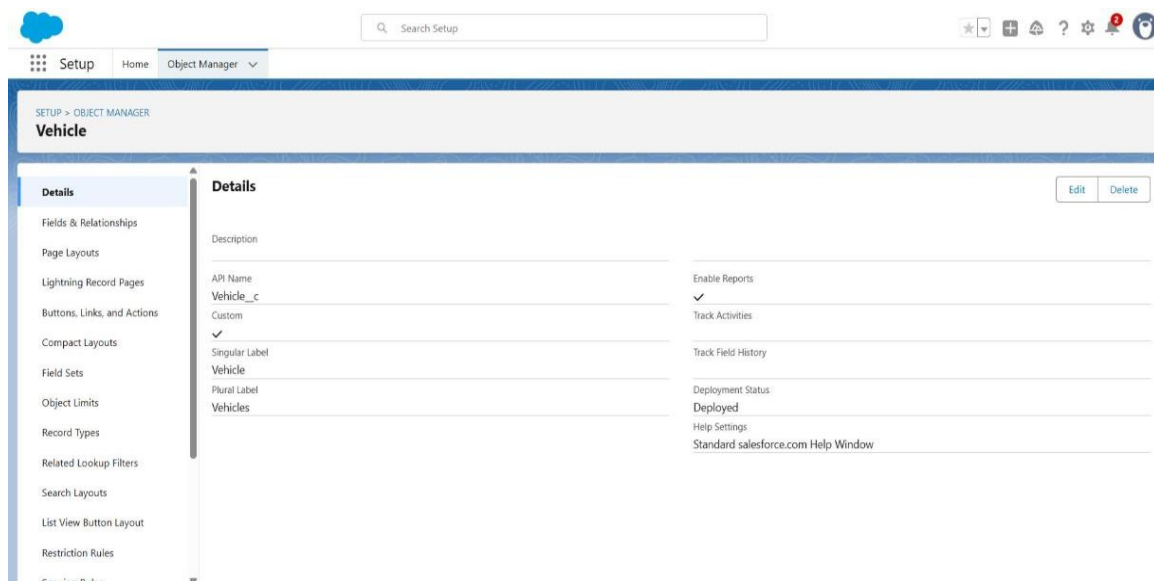 Search Setup
2
Setup
Home
Object Manager
SETUP > OBJECT MANAGER
Vehicle
Details
Fields & Relationships
Page Layouts
Lightning Record Pages
Buttons, Links, and Actions
Compact Layouts
Field Sets
Object Limits
Record Types
Related Lookup Filters
Search Layouts
List View Button Layout
Restriction Rules
Details
Edit
Delete
Description
API Name
Vehicle__c
Custom
Singular Label
Vehicle
Plural Label
Vehicles
Enable Reports
Track Activities
Track Field History
Deployment Status
Deployed
Help Settings
Standard salesforce.com Help Window